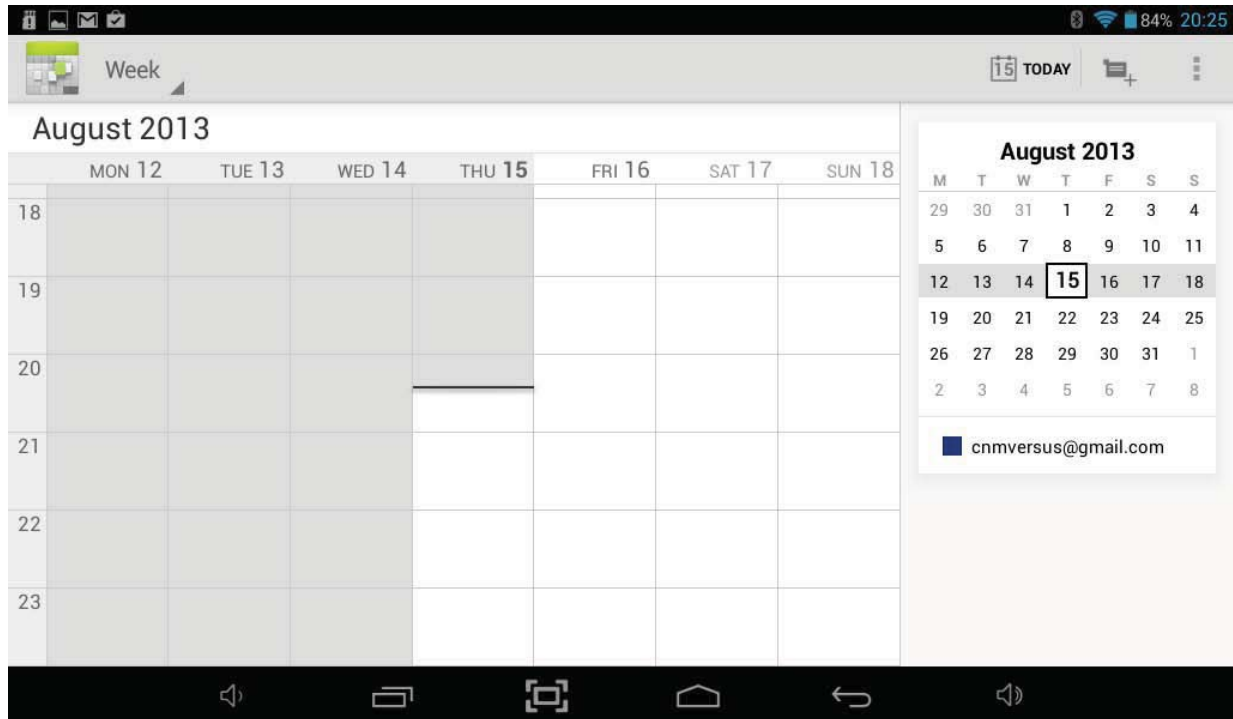 84% 20:25
Week
15 TODAY
August 2013
MON 12 TUE 13 WED 14 THU 15 FRI 16 SAT 17 SUN 18
18
19
20
21
22
23
August 2013
M T W T F S S
29 30 31 1 2 3 4
5 6 7 8 9 10 11
12 13 14 15 16 17 18
19 20 21 22 23 24 25
26 27 28 29 30 31 1
2 3 4 5 6 7 8
cnmversus@gmail.com